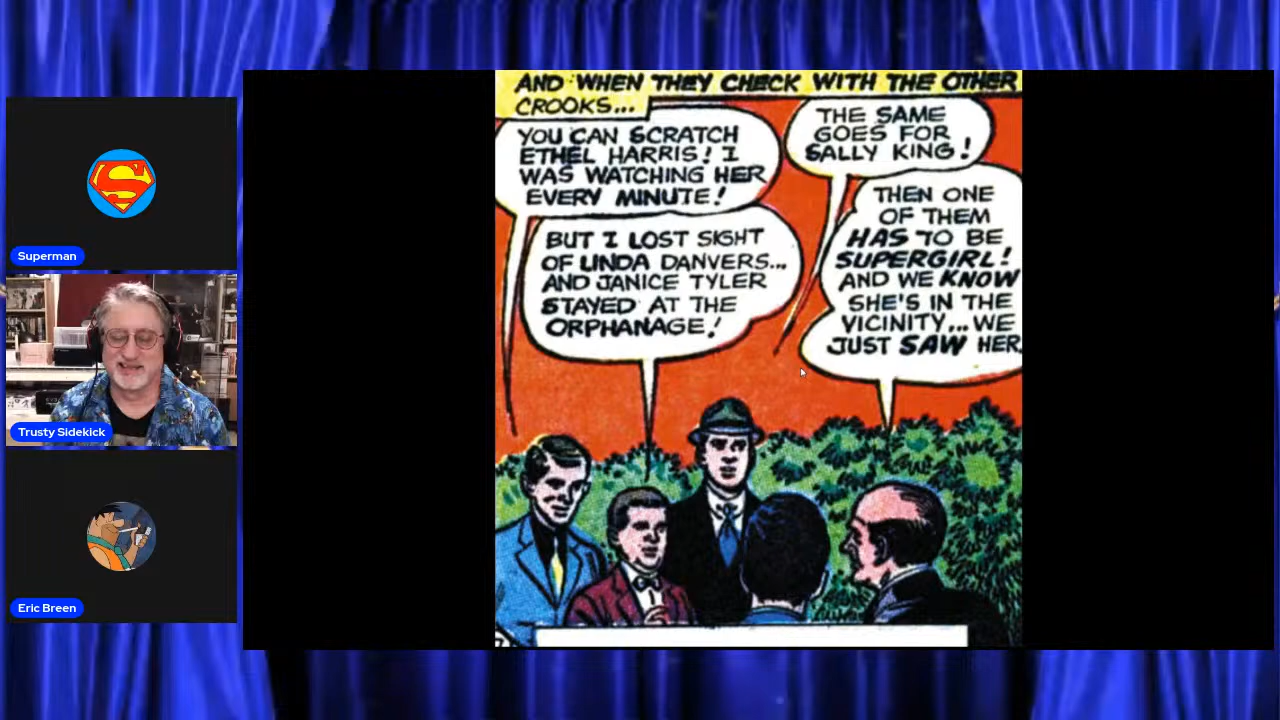 AND WHEN THEY CHECK WITH THE OTHER
CROOKS...
YOU CAN SCRATCH
ETHEL HARRIS! I
WAS WATCHING HER
EVERY MINUTE!
THE SAME
GOES FOR
SALLY KING!
BUT I LOST SIGHT
OF LINDA DANVERS...
AND JANICE TYLER
STAYED AT THE
ORPHANAGE!
THEN ONE
OF THEM
HAS TO BE
SUPERGIRL!
AND WE KNOW
SHE'S IN THE
VICINITY... WE
JUST SAW HER.
Superman
Trusty Sidekick
Eric Breen